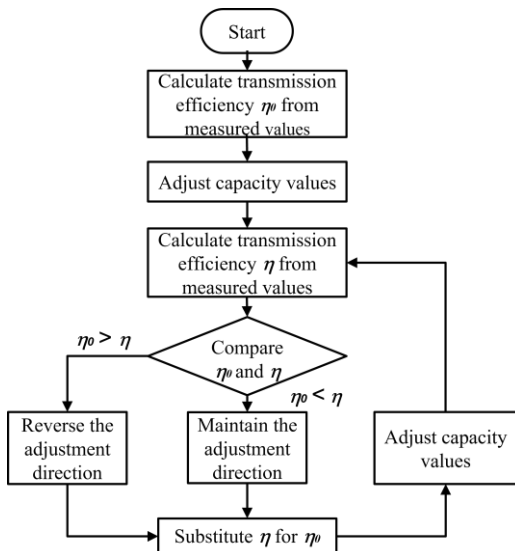 Start
Calculate transmission
efficiency η₀ from
measured values
Adjust capacity values
Calculate transmission
efficiency η from
measured values
η₀ > η
Compare
η₀ and η
η₀ < η
Reverse the
adjustment
direction
Maintain the
adjustment
direction
Adjust capacity
values
Substitute η for η₀